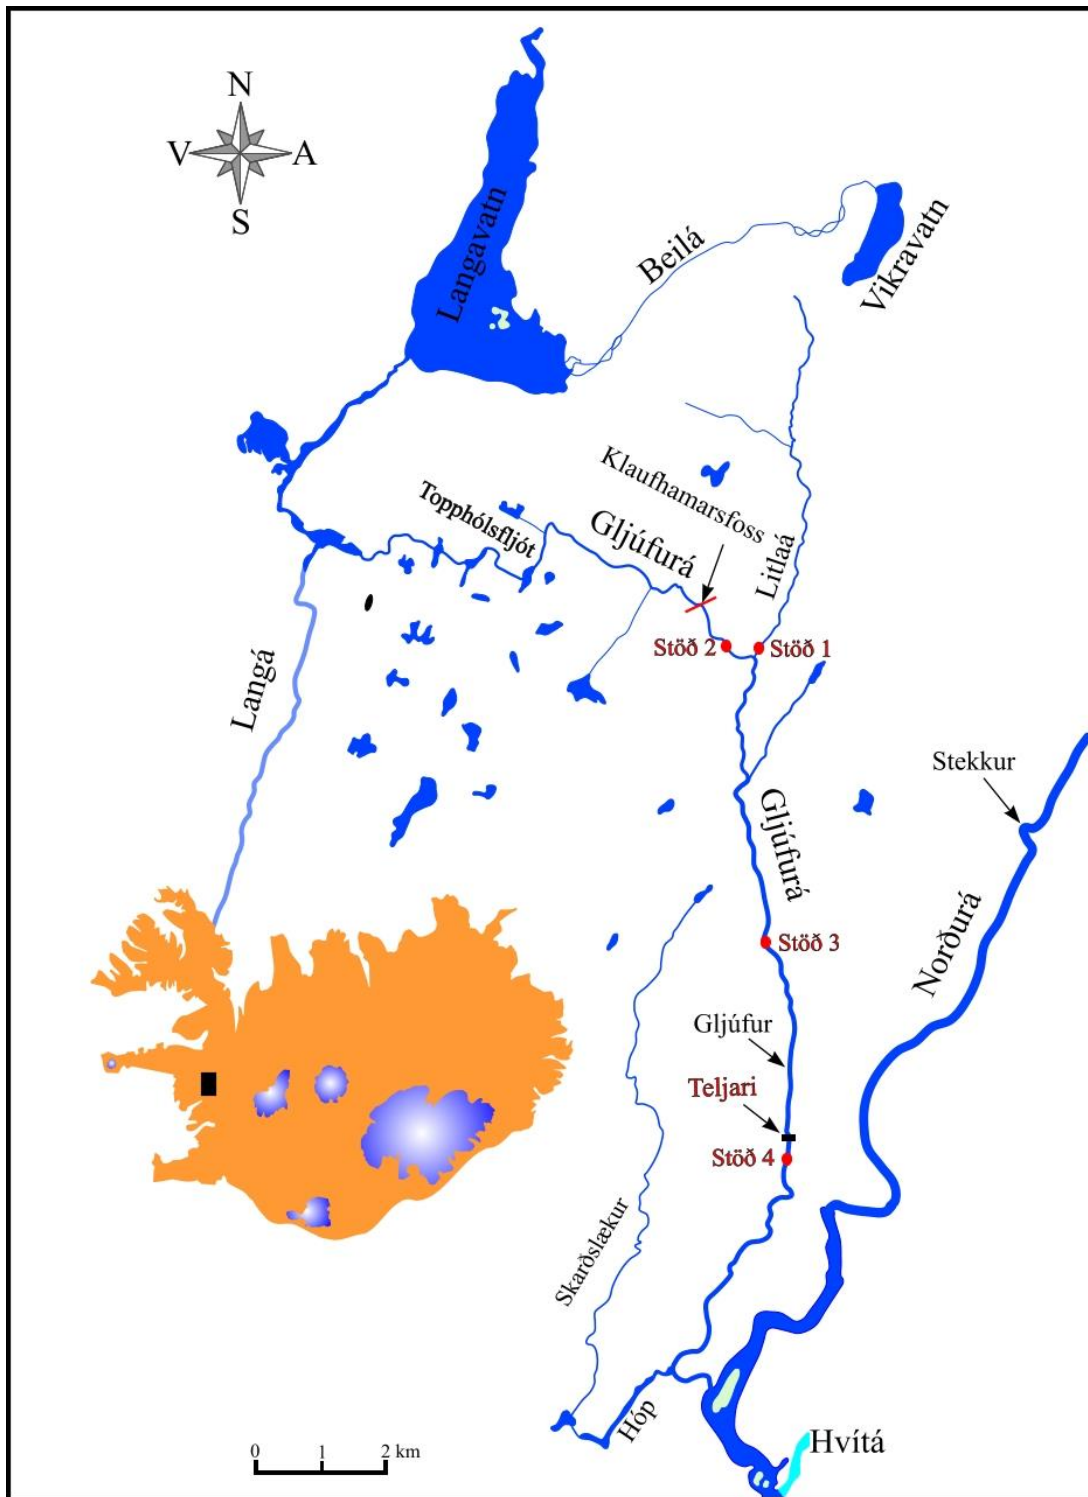 N
V
A
S
Langavatn
Beilá
Vikravatn
Klaufhamarsfoss
Topphólsfljót
Gljúfurá
Litlaá
Stöð 2
Stöð 1
Langá
Stekkur
Gljúfurá
Norðurá
Stöð 3
Gljúfur
Teljari
Stöð 4
Skarðslækur
Hóp
Hvítá
0 1 2 km